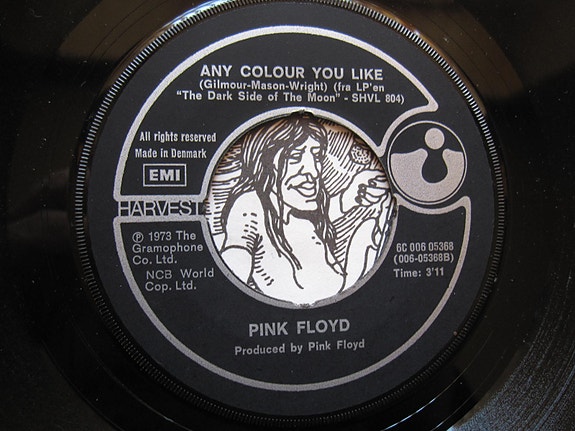 ANY COLOUR YOU LIKE
(Gilmour-Mason-Wright) (fra LP'en
"The Dark Side of The Moon" - SHVL 804)
All rights reserved
Made in Denmark
EMI
HARVEST
℗ 1973 The
Gramophone
Co. Ltd.
NCB World
Cop. Ltd.
6C 006 05368
(006-05368B)
Time: 3'11
PINK FLOYD
Produced by Pink Floyd